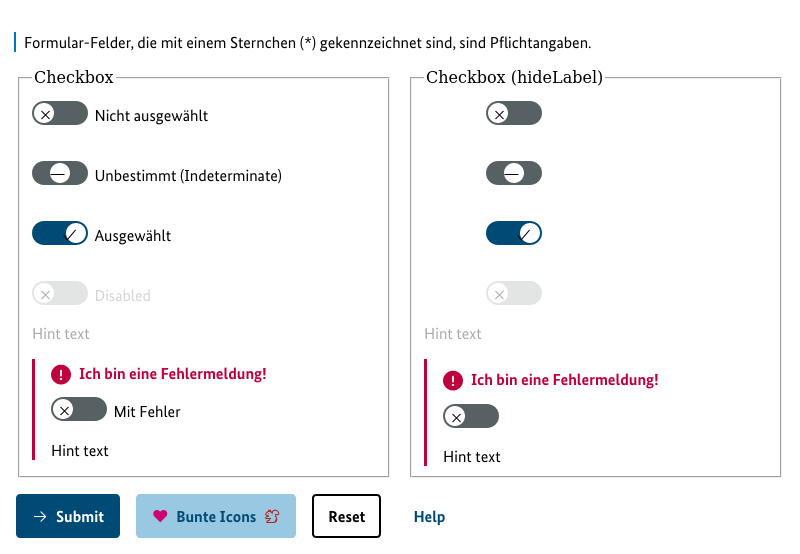 Formular-Felder, die mit einem Sternchen (*) gekennzeichnet sind, sind Pflichtangaben.
Checkbox
Nicht ausgewählt
Unbestimmt (Indeterminate)
Ausgewählt
Disabled
Hint text
Ich bin eine Fehlermeldung!
Mit Fehler
Hint text
Checkbox (hideLabel)
Hint text
Ich bin eine Fehlermeldung!
Hint text
Submit
Bunte Icons
Reset
Help